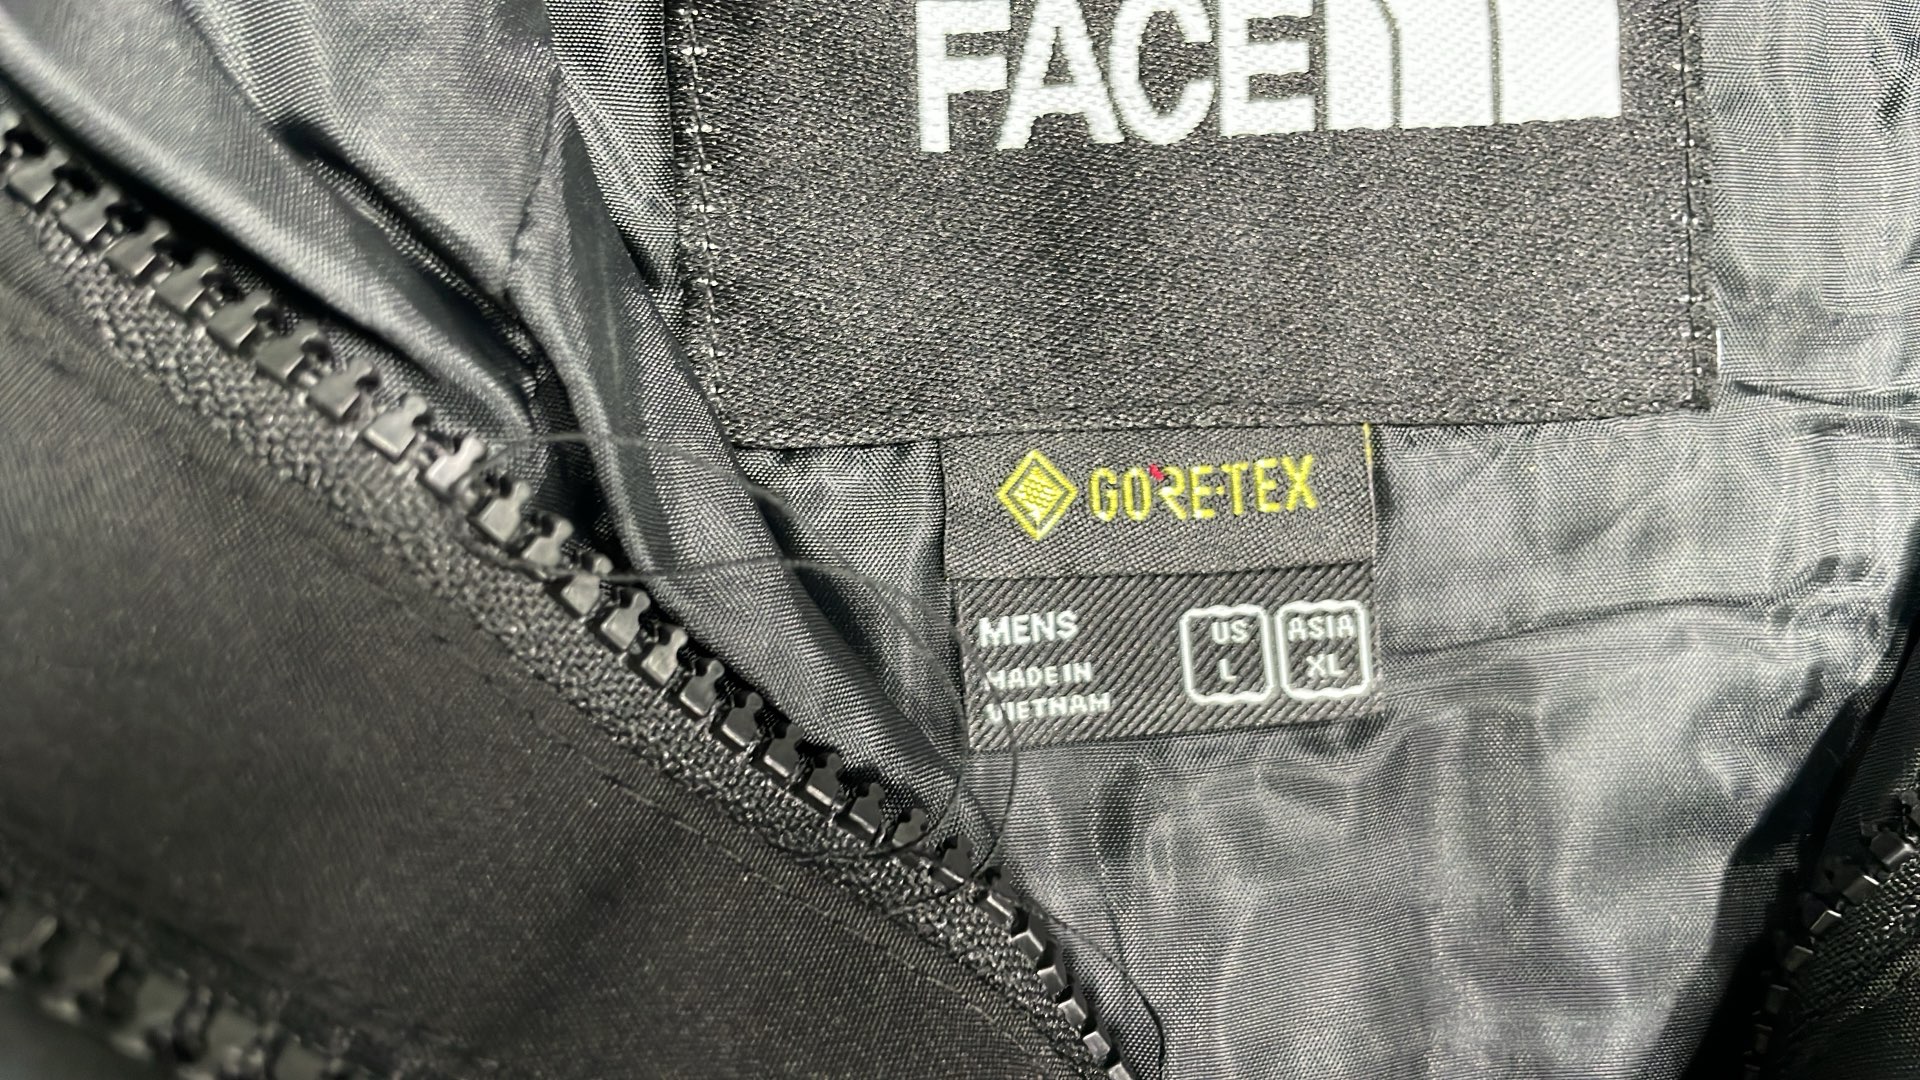 FACE
GORE-TEX
MENS
MADE IN
VIETNAM
US
L
ASIA
XL